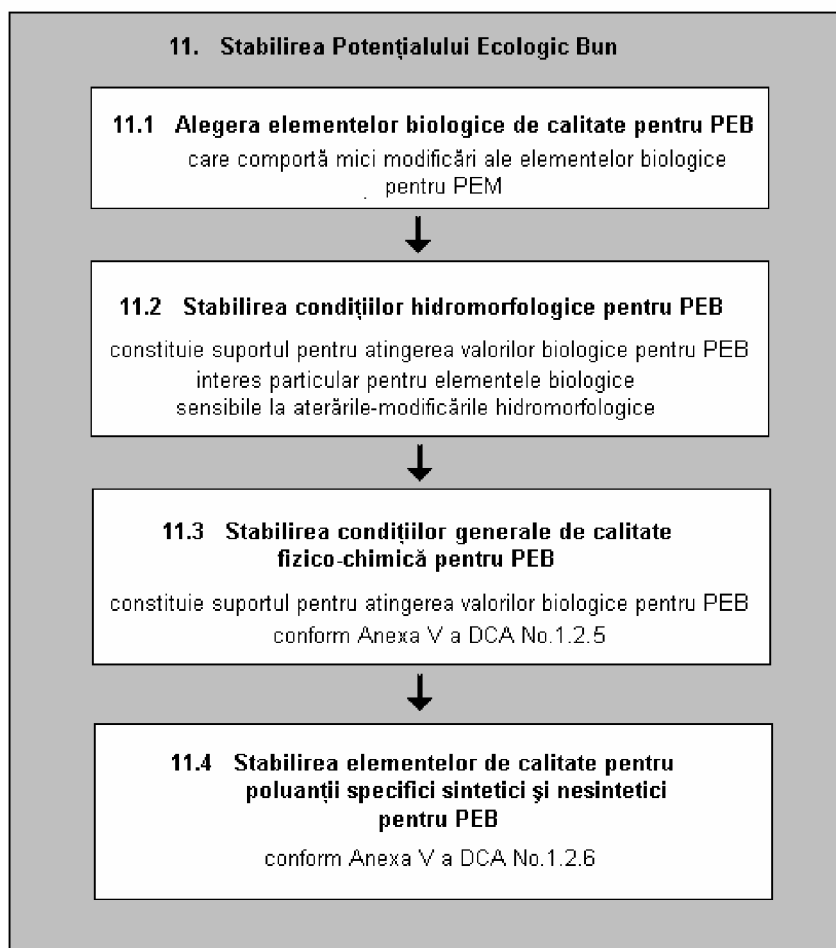 11. Stabilirea Potențialului Ecologic Bun
11.1 Alegera elementelor biologice de calitate pentru PEB
care comportă mici modificări ale elementelor biologice
pentru PEM
11.2 Stabilirea condițiilor hidromorfologice pentru PEB
constituie suportul pentru atingerea valorilor biologice pentru PEB
interes particular pentru elementele biologice
sensibile la aterările-modificările hidromorfologice
11.3 Stabilirea condițiilor generale de calitate
fizico-chimică pentru PEB
constituie suportul pentru atingerea valorilor biologice pentru PEB
conform Anexa V a DCA No.1.2.5
11.4 Stabilirea elementelor de calitate pentru
poluanții specifici sintetici şi nesintetici
pentru PEB
conform Anexa V a DCA No.1.2.6